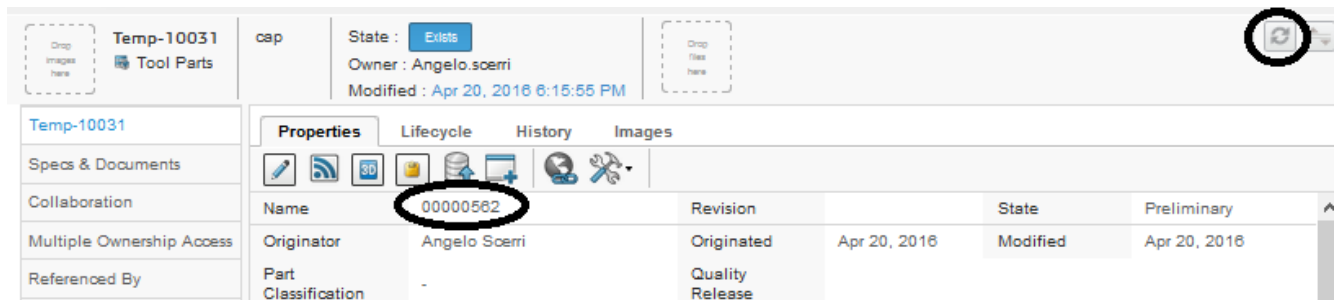 Drop images here
Temp-10031
Tool Parts
cap
State : Exists
Owner : Angelo.scerri
Modified : Apr 20, 2016 6:15:55 PM
Drop files here
Temp-10031
Specs & Documents
Collaboration
Multiple Ownership Access
Referenced By
Properties Lifecycle History Images
3D
Name 00000562 Revision State Preliminary
Originator Angelo Scerri Originated Apr 20, 2016 Modified Apr 20, 2016
Part Classification - Quality Release